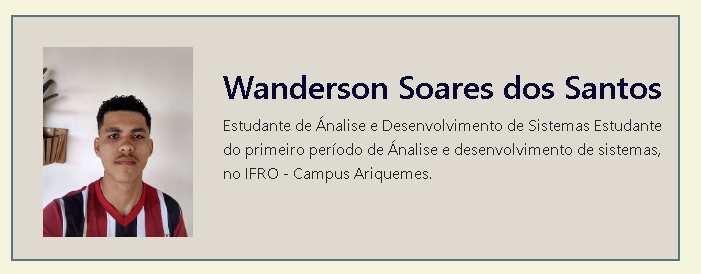 Wanderson Soares dos Santos
Estudante de Ánalise e Desenvolvimento de Sistemas Estudante
do primeiro período de Ánalise e desenvolvimento de sistemas,
no IFRO - Campus Ariquemes.